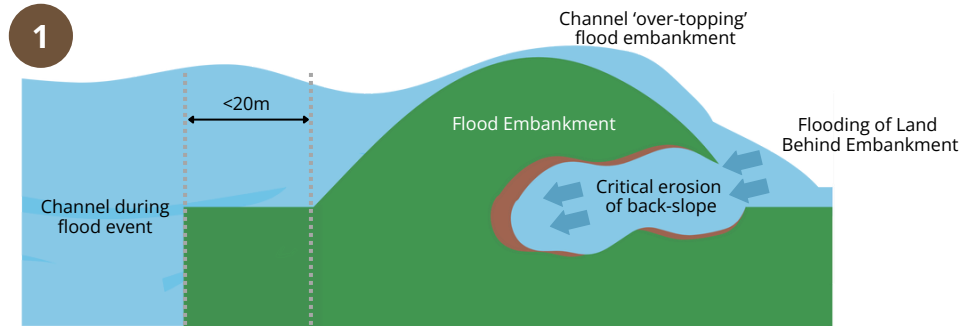 1
Channel ‘over-topping’
flood embankment
<20m
Flood Embankment
Flooding of Land
Behind Embankment
Critical erosion
of back-slope
Channel during
flood event